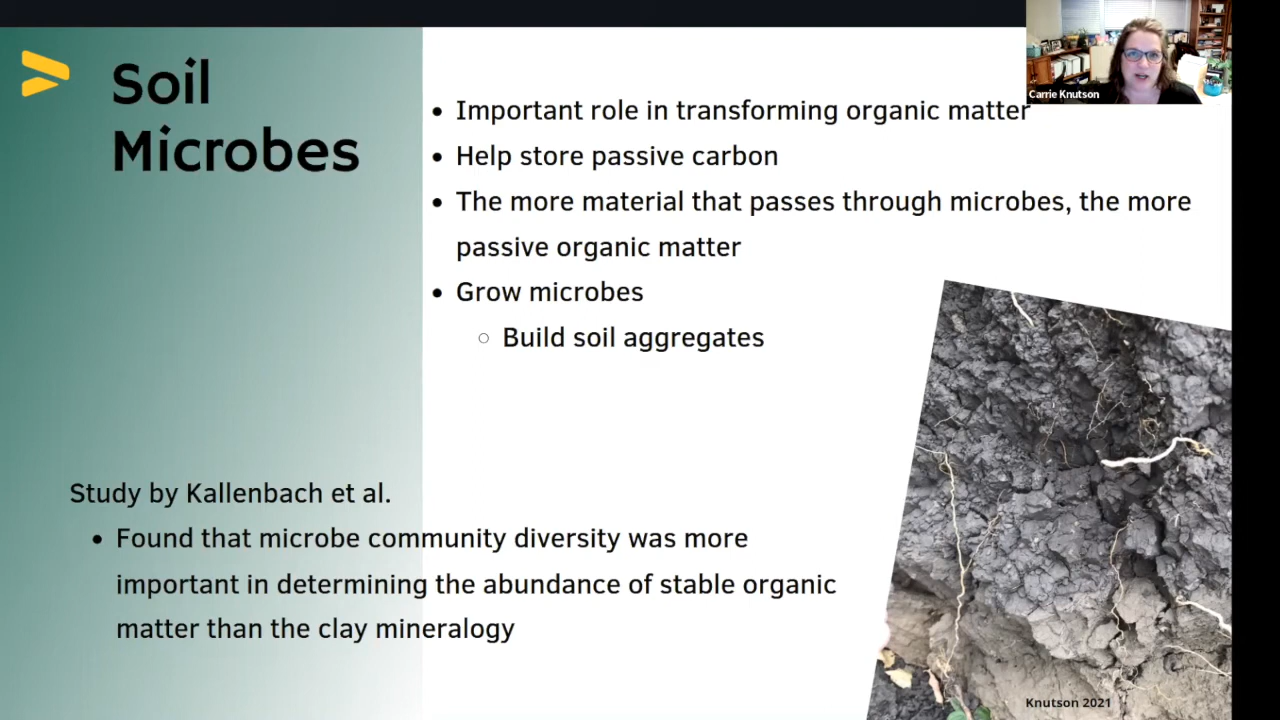 Soil
Microbes
Carrie Knutson
• Important role in transforming organic matter
• Help store passive carbon
• The more material that passes through microbes, the more
passive organic matter
• Grow microbes
○ Build soil aggregates
Study by Kallenbach et al.
• Found that microbe community diversity was more
important in determining the abundance of stable organic
matter than the clay mineralogy
Knutson 2021